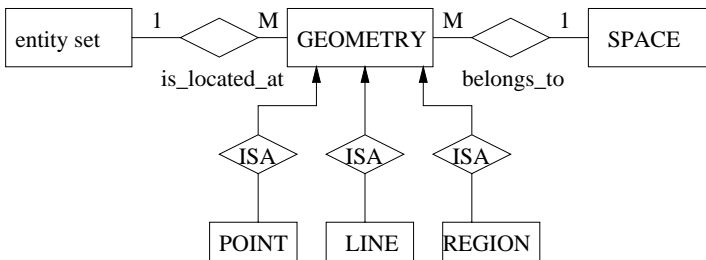 1 M M 1
entity set GEOMETRY SPACE
is_located_at belongs_to
ISA ISA ISA
POINT LINE REGION